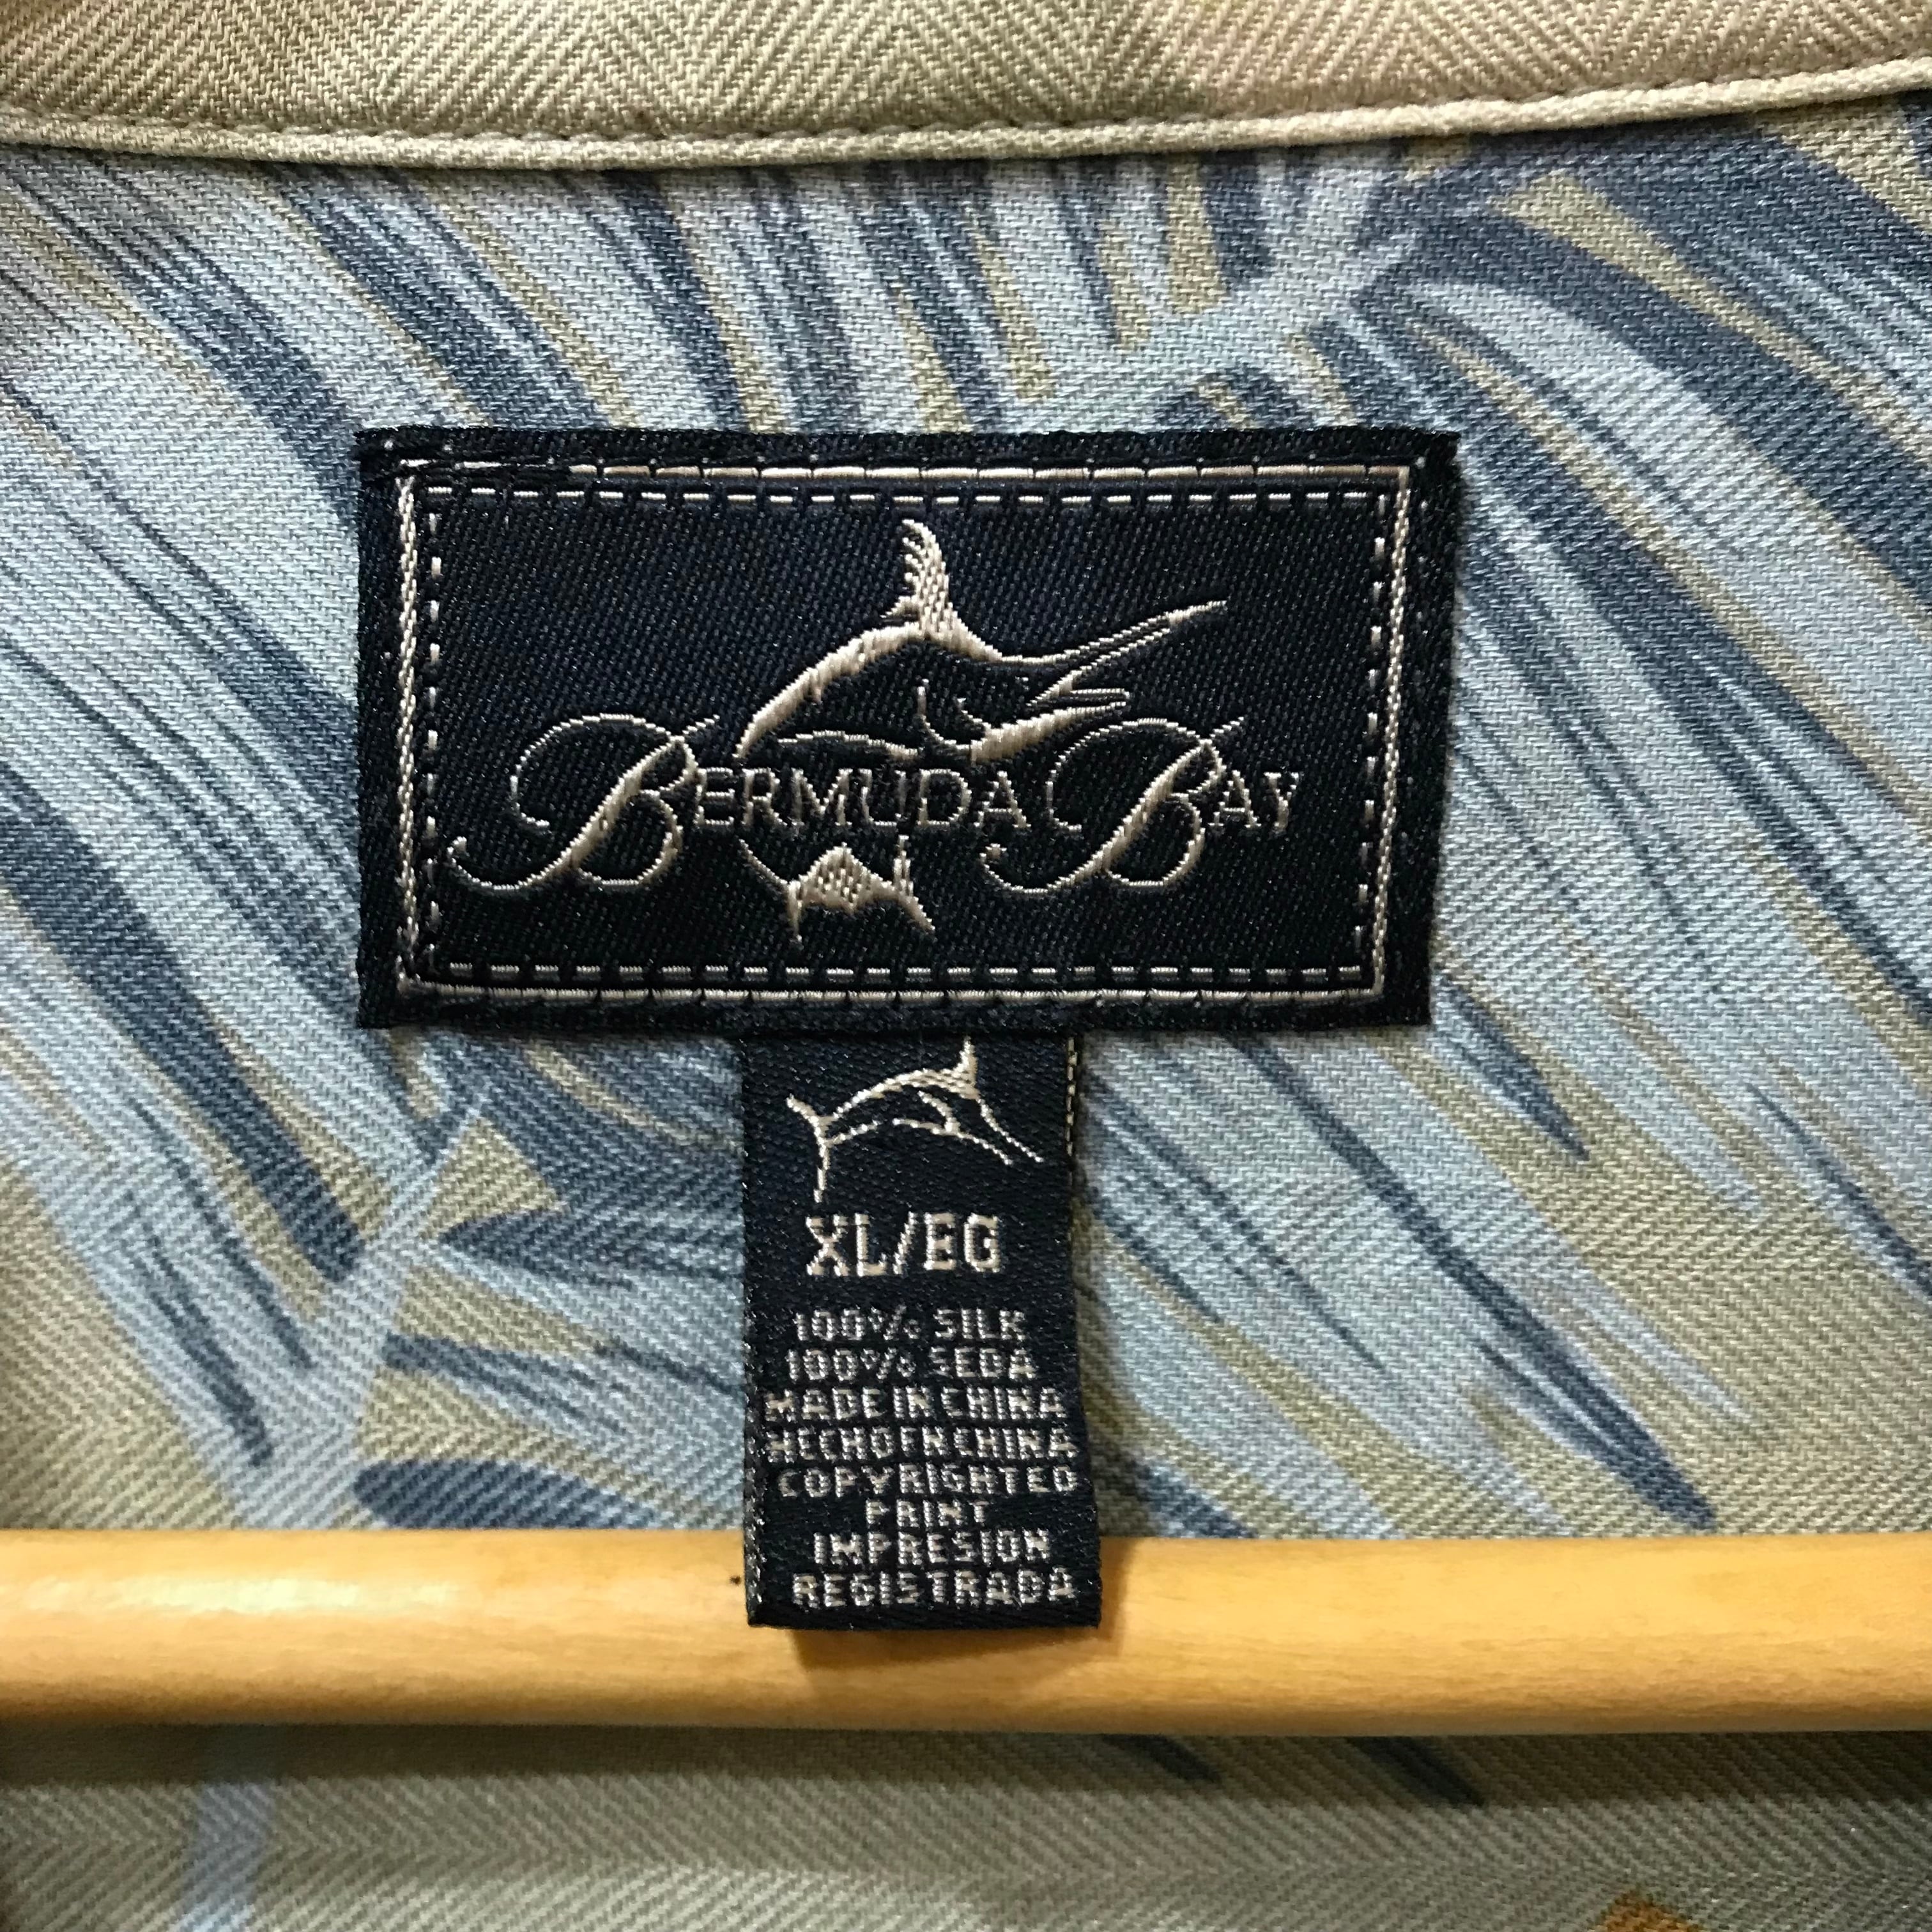 BERMUDA BAY
XL/EG
100% SILK
100% SEDA
MADE IN CHINA
HECHO EN CHINA
COPYRIGHTED
PRINT
IMPRESION
REGISTRADA